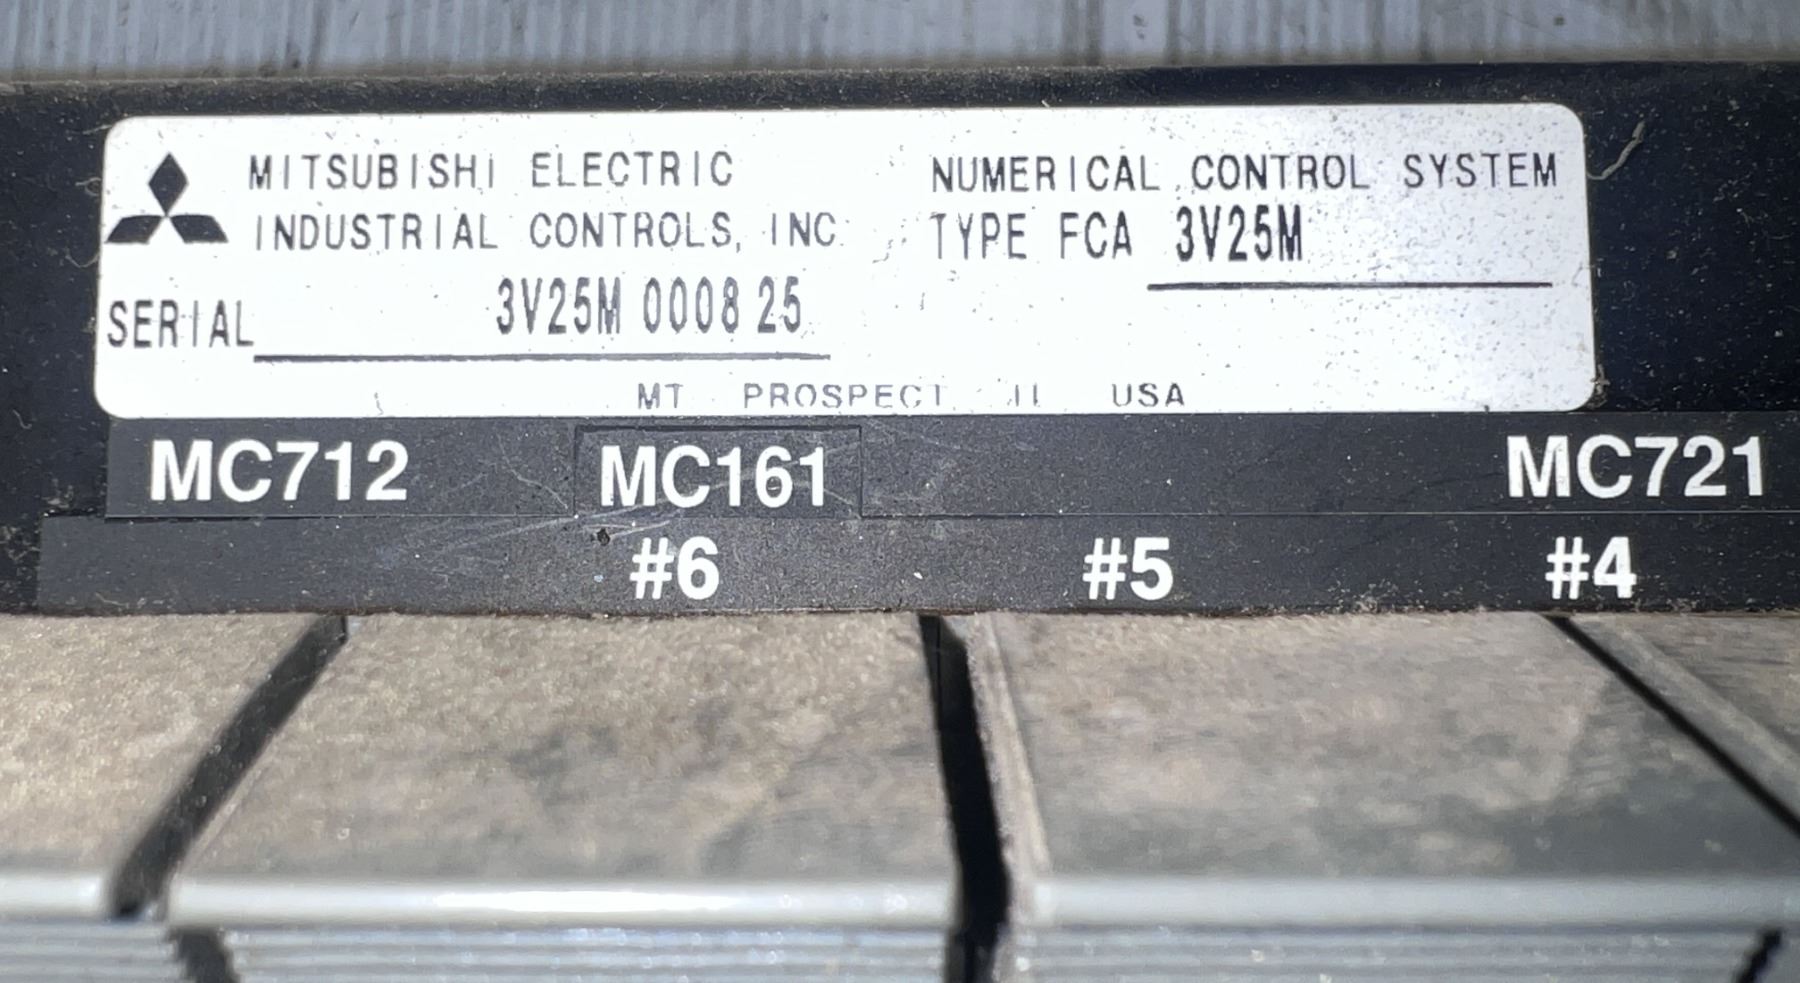 MITSUBISHI ELECTRIC
INDUSTRIAL CONTROLS, INC
NUMERICAL CONTROL SYSTEM
TYPE FCA 3V25M
SERIAL 3V25M 0008 25
MT PROSPECT IL USA
MC712 MC161 MC721
#6 #5 #4